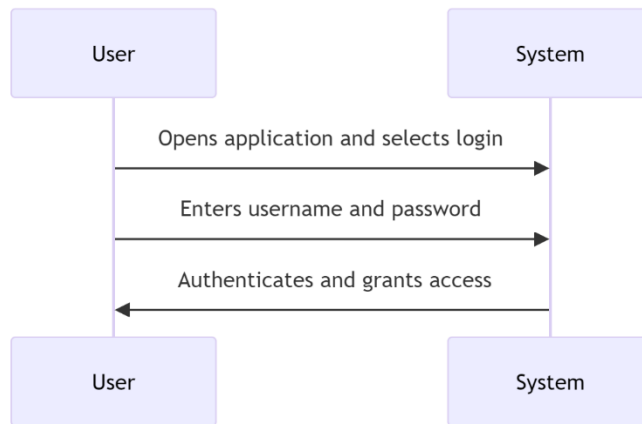 User
System
Opens application and selects login
Enters username and password
Authenticates and grants access
User
System